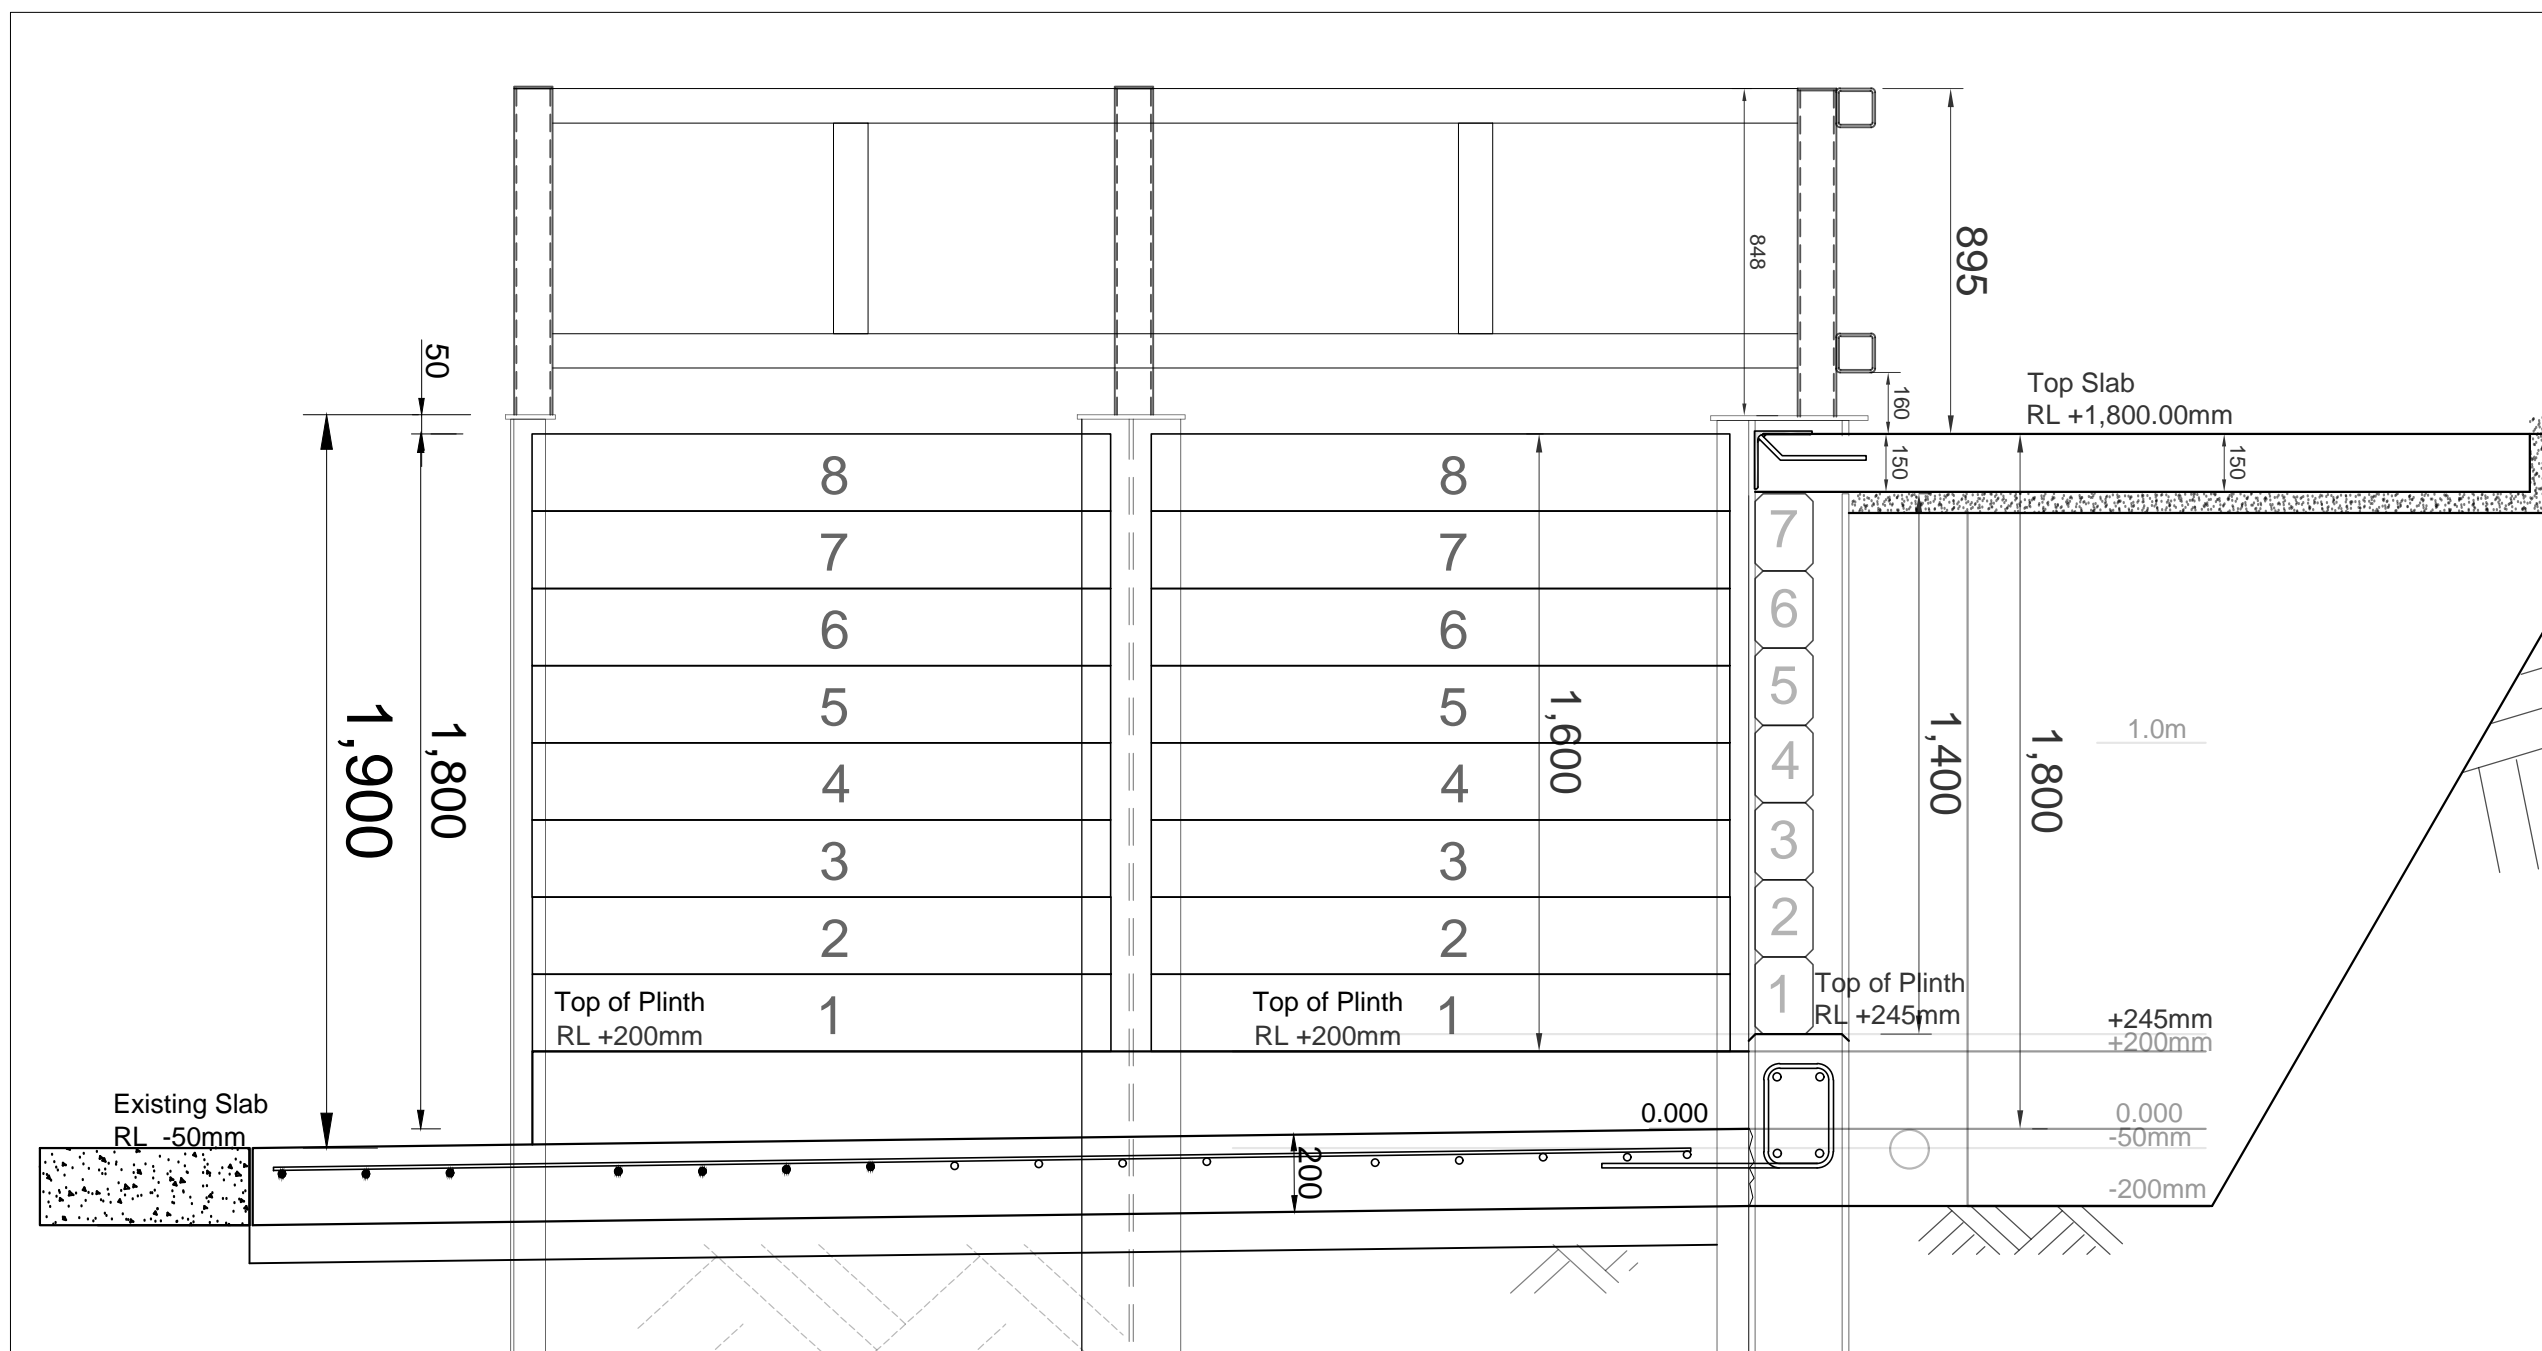 848
895
50
160
Top Slab
RL +1,800.00mm
150
150
8
7
6
5
4
3
2
1
8
7
6
5
4
3
2
1
7
6
5
4
3
2
1
1,900
1,800
1,600
1,400
1,800
1.0m
Top of Plinth
RL +200mm
Top of Plinth
RL +200mm
Top of Plinth
RL +245mm
+245mm
+200mm
Existing Slab
RL -50mm
0.000
0.000
-50mm
200
-200mm